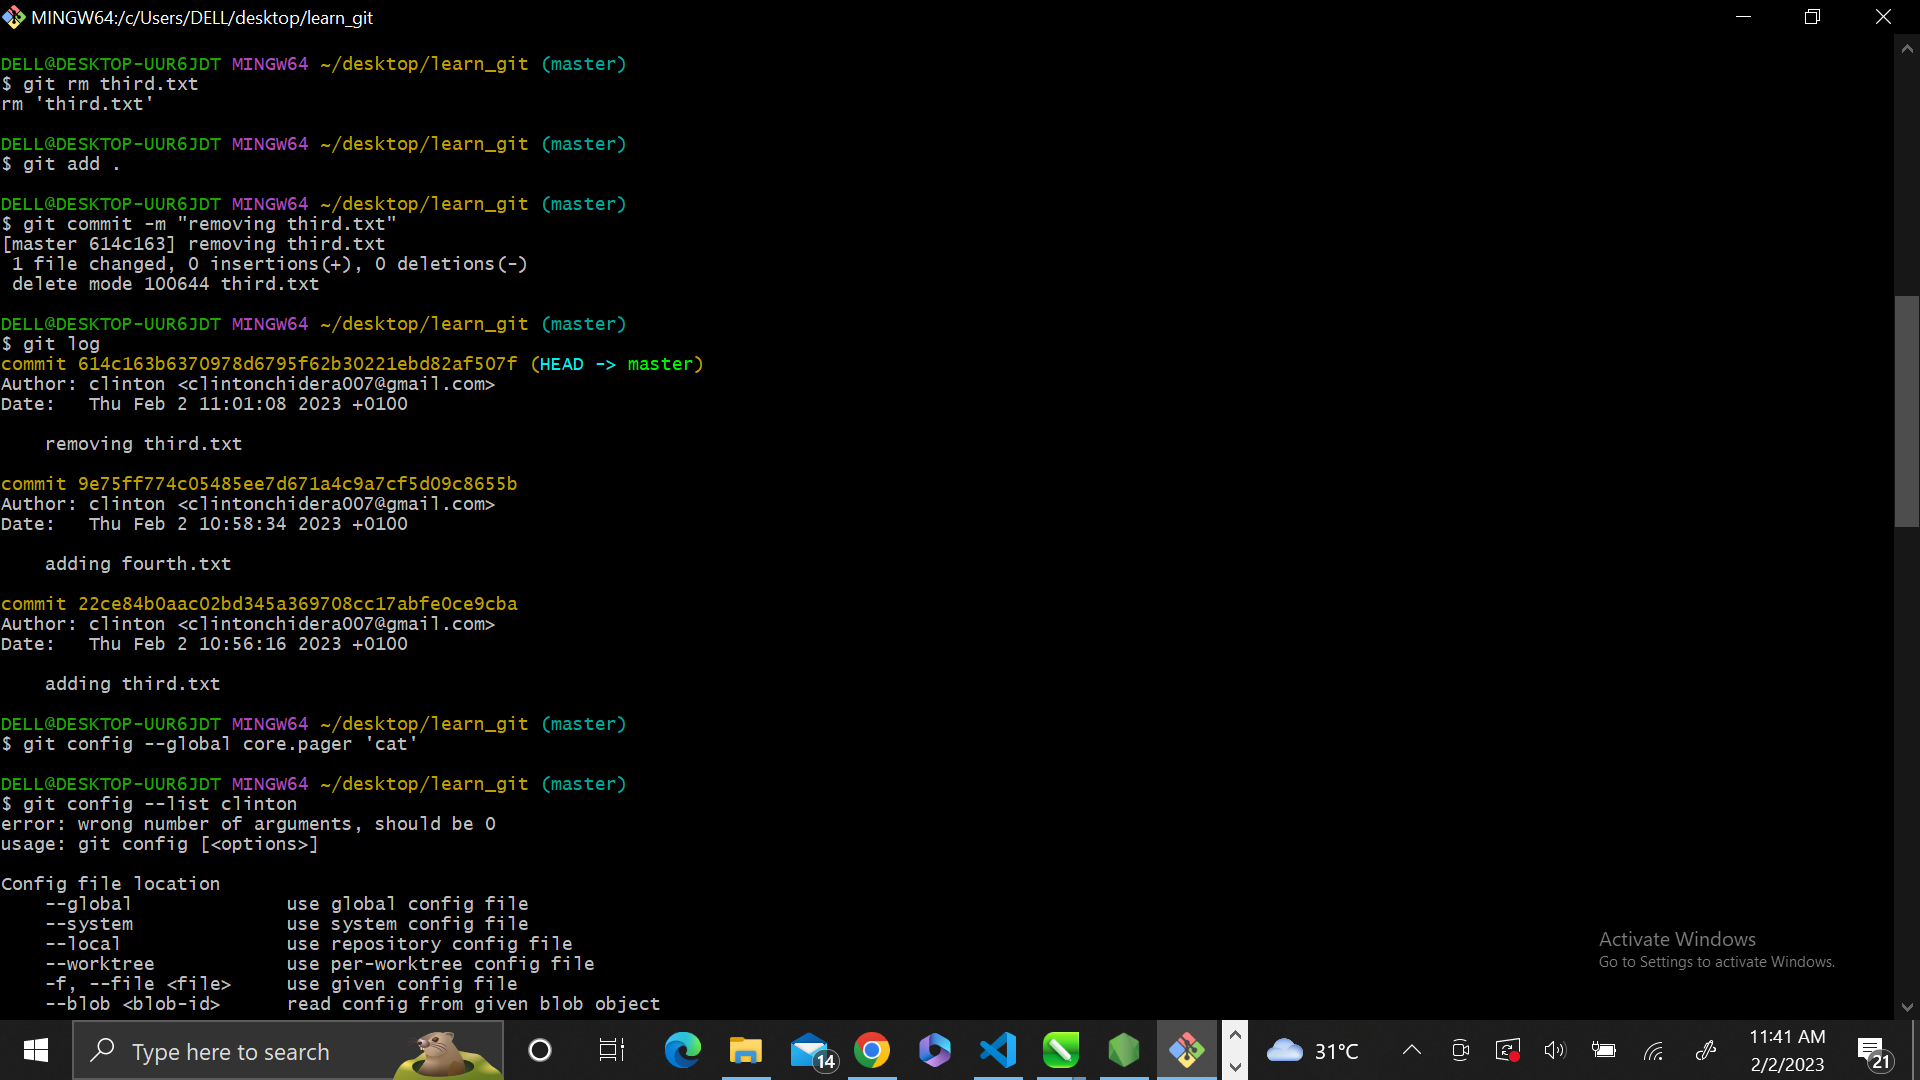 MINGW64:/c/Users/DELL/desktop/learn_git
DELL@DESKTOP-UUR6JDT MINGW64 ~/desktop/learn_git (master)
$ git rm third.txt
rm 'third.txt'
DELL@DESKTOP-UUR6JDT MINGW64 ~/desktop/learn_git (master)
$ git add .
DELL@DESKTOP-UUR6JDT MINGW64 ~/desktop/learn_git (master)
$ git commit -m "removing third.txt"
[master 614c163] removing third.txt
 1 file changed, 0 insertions(+), 0 deletions(-)
 delete mode 100644 third.txt
DELL@DESKTOP-UUR6JDT MINGW64 ~/desktop/learn_git (master)
$ git log
commit 614c163b6370978d6795f62b30221ebd82af507f (HEAD -> master)
Author: clinton <clintonchidera007@gmail.com>
Date:   Thu Feb 2 11:01:08 2023 +0100
    removing third.txt
commit 9e75ff774c05485ee7d671a4c9a7cf5d09c8655b
Author: clinton <clintonchidera007@gmail.com>
Date:   Thu Feb 2 10:58:34 2023 +0100
    adding fourth.txt
commit 22ce84b0aac02bd345a369708cc17abfe0ce9cba
Author: clinton <clintonchidera007@gmail.com>
Date:   Thu Feb 2 10:56:16 2023 +0100
    adding third.txt
DELL@DESKTOP-UUR6JDT MINGW64 ~/desktop/learn_git (master)
$ git config --global core.pager 'cat'
DELL@DESKTOP-UUR6JDT MINGW64 ~/desktop/learn_git (master)
$ git config --list clinton
error: wrong number of arguments, should be 0
usage: git config [<options>]
Config file location
    --global              use global config file
    --system              use system config file
    --local               use repository config file
    --worktree            use per-worktree config file
    -f, --file <file>     use given config file
    --blob <blob-id>      read config from given blob object
Activate Windows
Go to Settings to activate Windows.
Type here to search
14
31°C
11:41 AM
2/2/2023
21